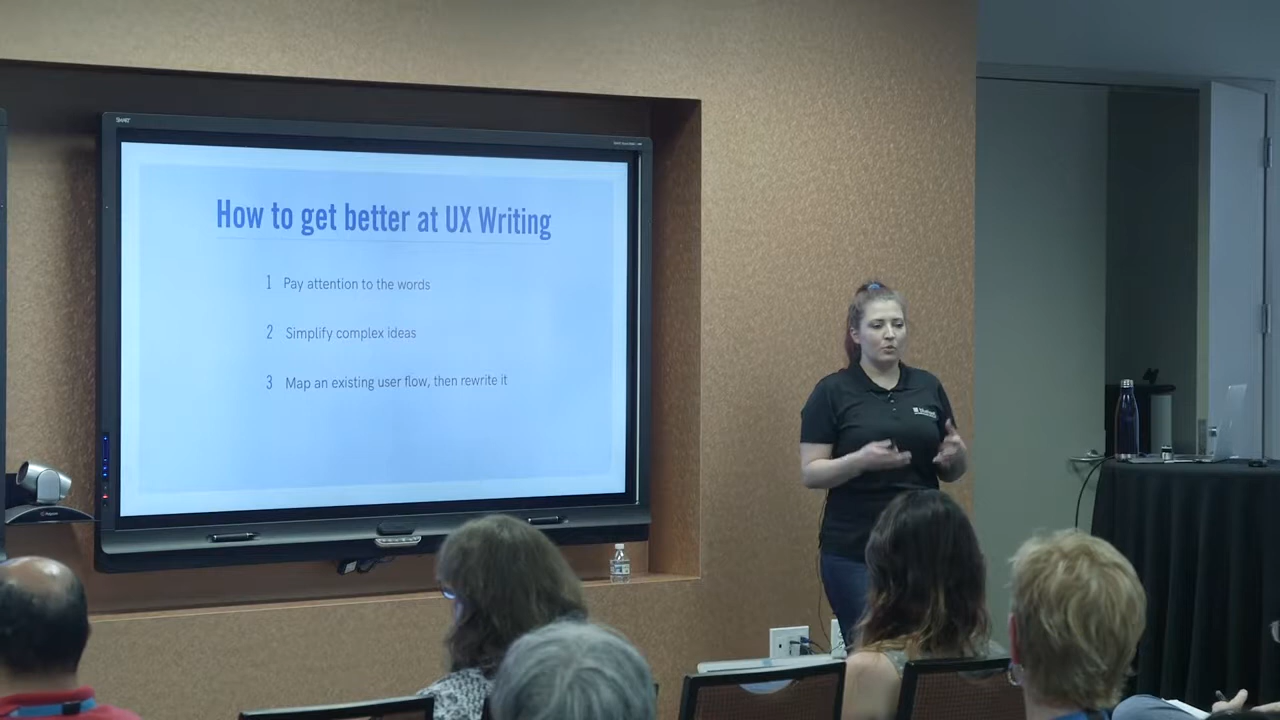 SMART
How to get better at UX Writing
1 Pay attention to the words
2 Simplify complex ideas
3 Map an existing user flow, then rewrite it